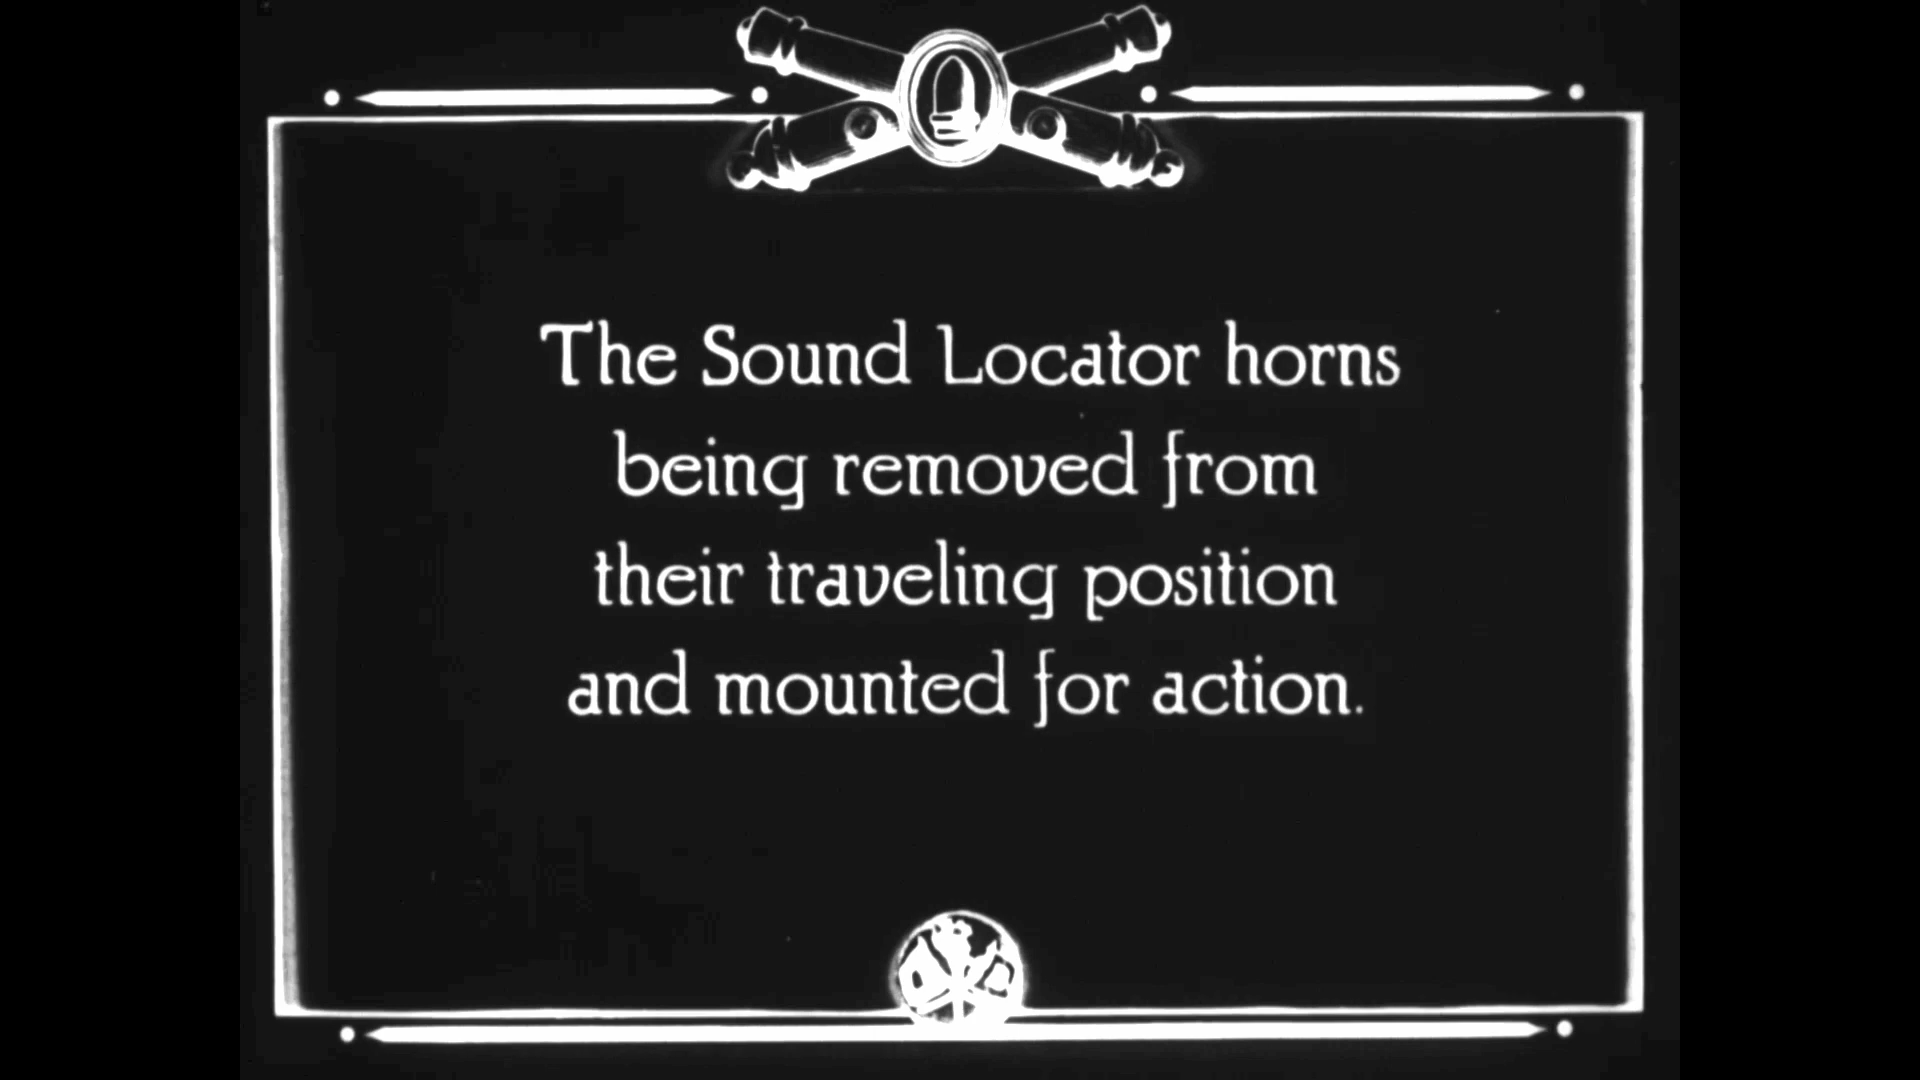 The Sound Locator horns
being removed from
their traveling position
and mounted for action.